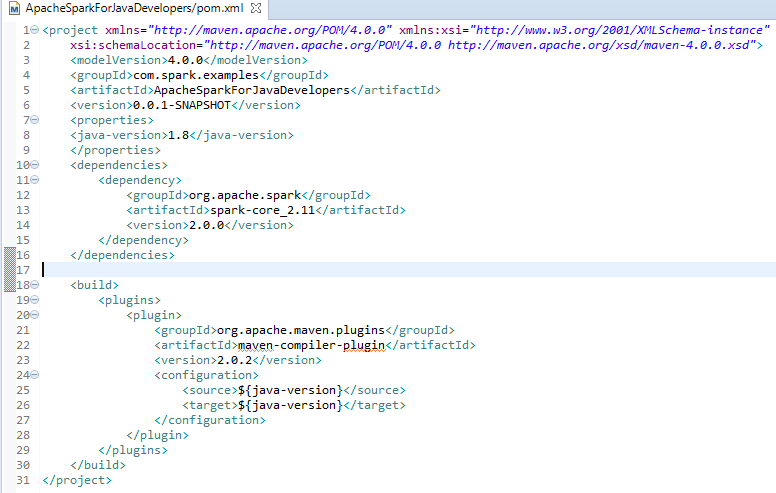 ApacheSparkForJavaDevelopers/pom.xml
1 <project xmlns="http://maven.apache.org/POM/4.0.0" xmlns:xsi="http://www.w3.org/2001/XMLSchema-instance"
2 xsi:schemaLocation="http://maven.apache.org/POM/4.0.0 http://maven.apache.org/xsd/maven-4.0.0.xsd">
3 <modelVersion>4.0.0</modelVersion>
4 <groupId>com.spark.examples</groupId>
5 <artifactId>ApacheSparkForJavaDevelopers</artifactId>
6 <version>0.0.1-SNAPSHOT</version>
7 <properties>
8 <java-version>1.8</java-version>
9 </properties>
10 <dependencies>
11 <dependency>
12 <groupId>org.apache.spark</groupId>
13 <artifactId>spark-core_2.11</artifactId>
14 <version>2.0.0</version>
15 </dependency>
16 </dependencies>
17
18 <build>
19 <plugins>
20 <plugin>
21 <groupId>org.apache.maven.plugins</groupId>
22 <artifactId>maven-compiler-plugin</artifactId>
23 <version>2.0.2</version>
24 <configuration>
25 <source>${java-version}</source>
26 <target>${java-version}</target>
27 </configuration>
28 </plugin>
29 </plugins>
30 </build>
31 </project>